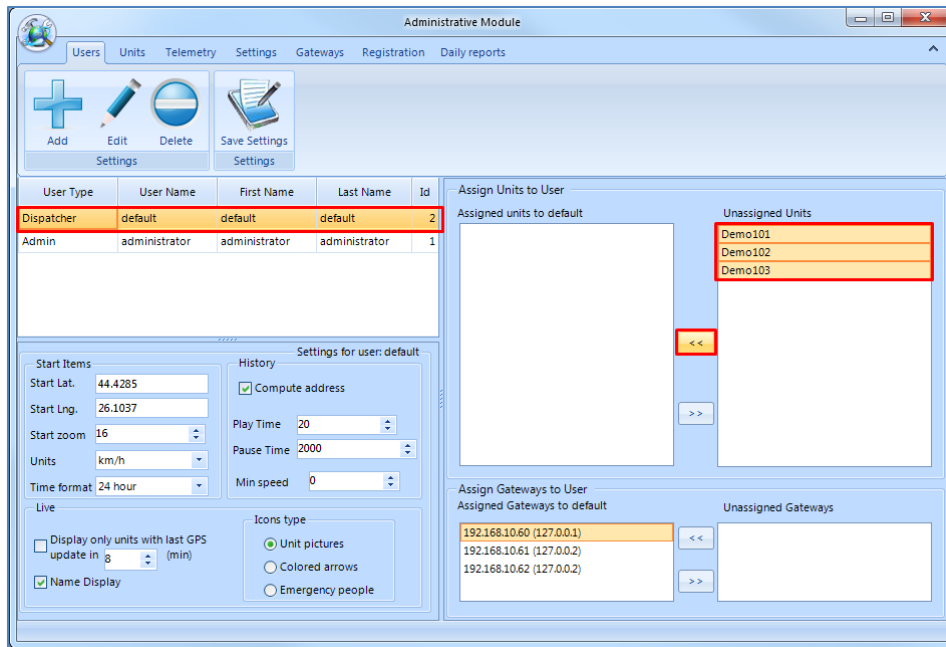 Administrative Module
Users Units Telemetry Settings Gateways Registration Daily reports
Add Edit Delete Save Settings
Settings Settings
User Type User Name First Name Last Name Id
Dispatcher default default default 2
Admin administrator administrator administrator 1
Settings for user: default
Start Items
Start Lat. 44.4285
Start Lng. 26.1037
Start zoom 16
Units km/h
Time format 24 hour
History
Compute address
Play Time 20
Pause Time 2000
Min speed 0
Live
Display only units with last GPS
update in 8 (min)
Name Display
Icons type
Unit pictures
Colored arrows
Emergency people
Assign Units to User
Assigned units to default
Unassigned Units
Demo101
Demo102
Demo103
<<
>>
Assign Gateways to User
Assigned Gateways to default
Unassigned Gateways
192.168.10.60 (127.0.0.1)
192.168.10.61 (127.0.0.2)
192.168.10.62 (127.0.0.2)
<<
>>